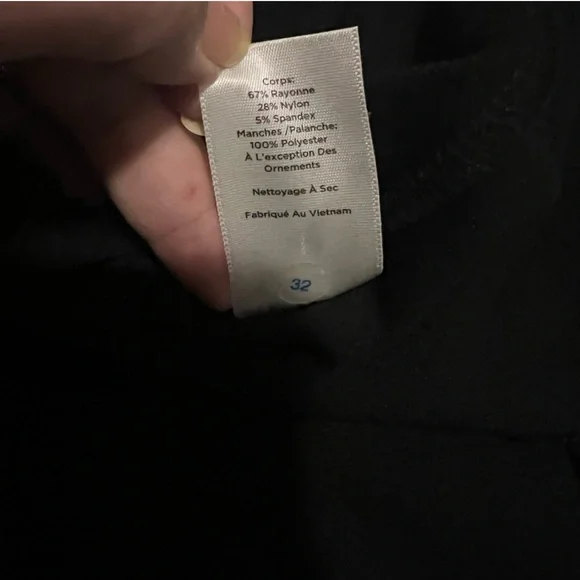 Corps:
67% Rayonne
28% Nylon
5% Spandex
Manches /Palanche:
100% Polyester
À L'exception Des
Ornements
Nettoyage À Sec
Fabriqué Au Vietnam
32